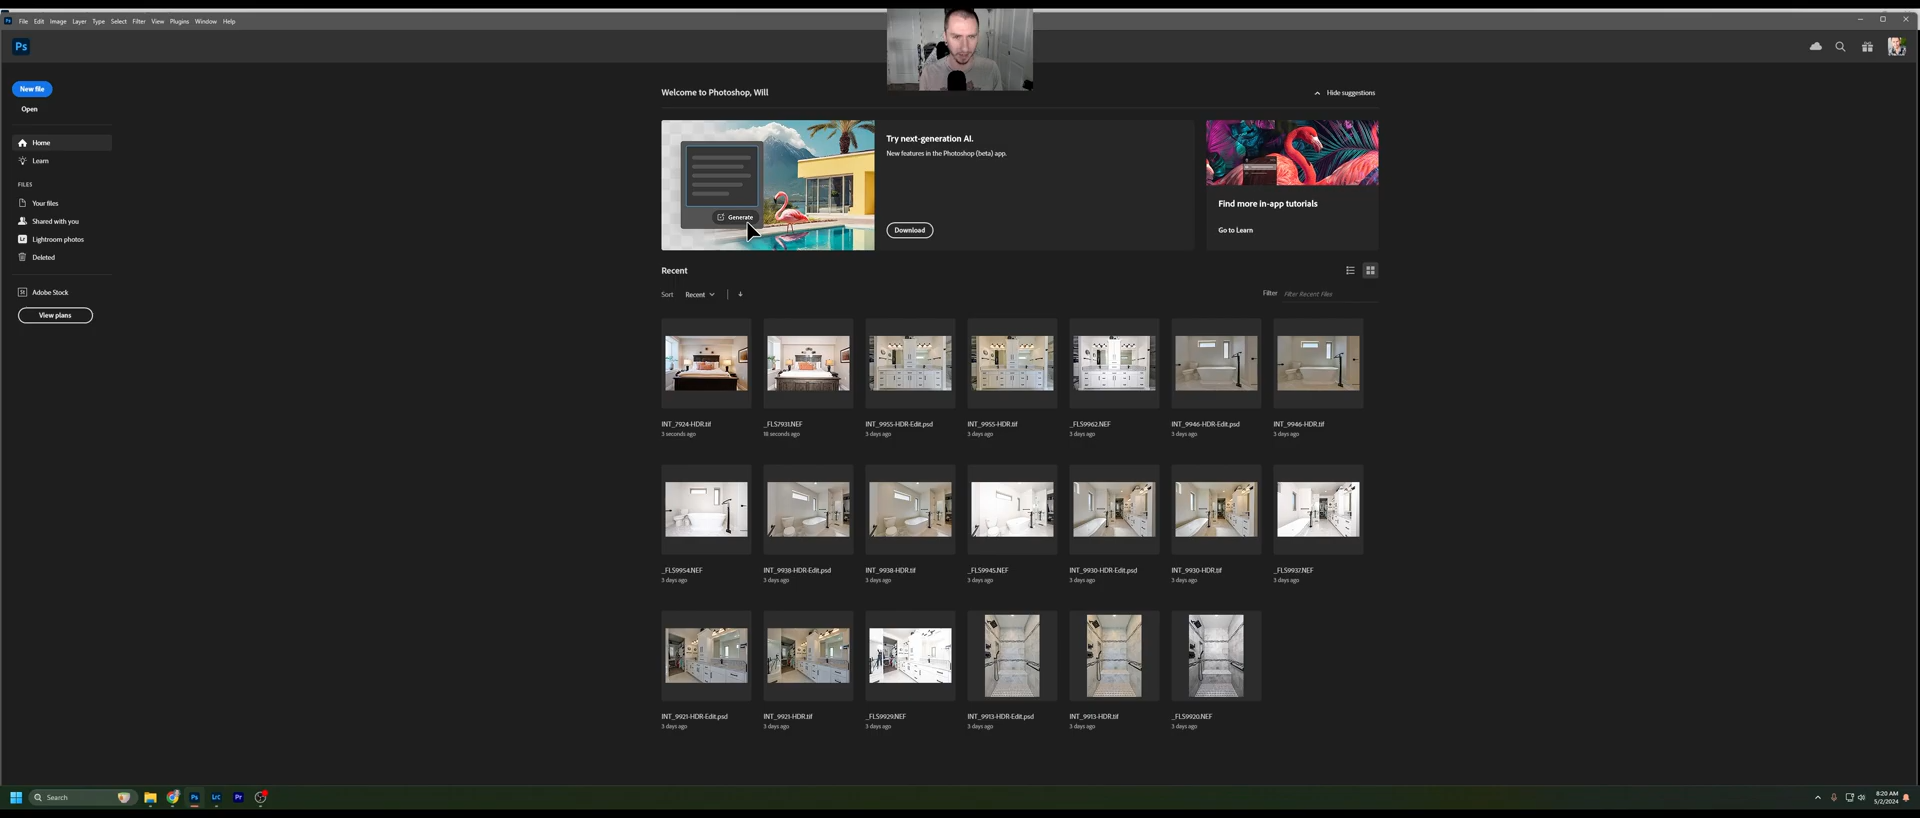 File Edit Image Layer Type Select Filter View Plugins Window Help
Ps
New file
Open
Home
Learn
FILES
Your files
Shared with you
Lr Lightroom photos
Deleted
St Adobe Stock
View plans
Welcome to Photoshop, Will
Hide suggestions
Generate
Try next-generation AI.
New features in the Photoshop (beta) app.
Download
Find more in-app tutorials
Go to Learn
Recent
Sort Recent
Filter Filter Recent Files
INT_7924-HDR.tif _FLS7931.NEF INT_9955-HDR-Edit.psd INT_9955-HDR.tif _FLS9962.NEF INT_9946-HDR-Edit.psd INT_9946-HDR.tif
3 seconds ago 18 seconds ago 3 days ago 3 days ago 3 days ago 3 days ago 3 days ago
_FLS9954.NEF INT_9938-HDR-Edit.psd INT_9938-HDR.tif _FLS9945.NEF INT_9930-HDR-Edit.psd INT_9930-HDR.tif _FLS9937.NEF
3 days ago 3 days ago 3 days ago 3 days ago 3 days ago 3 days ago 3 days ago
INT_9921-HDR-Edit.psd INT_9921-HDR.tif _FLS9929.NEF INT_9913-HDR-Edit.psd INT_9913-HDR.tif _FLS9920.NEF
3 days ago 3 days ago 3 days ago 3 days ago 3 days ago 3 days ago
Search Ps Lrc Pr
8:20 AM
5/2/2024